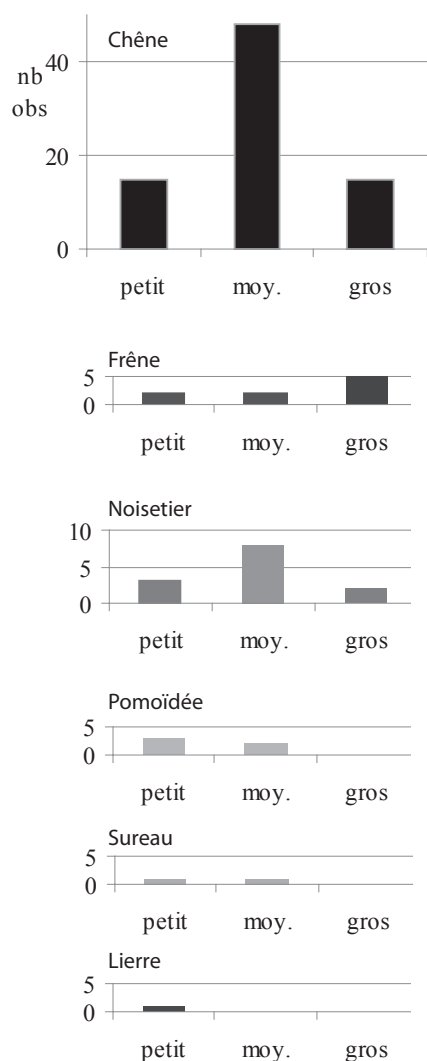 Chêne
nb
obs
40
20
0
petit moy. gros
Frêne
5
0
petit moy. gros
Noisetier
10
5
0
petit moy. gros
Pomoïdée
5
0
petit moy. gros
Sureau
5
0
petit moy. gros
Lierre
5
0
petit moy. gros